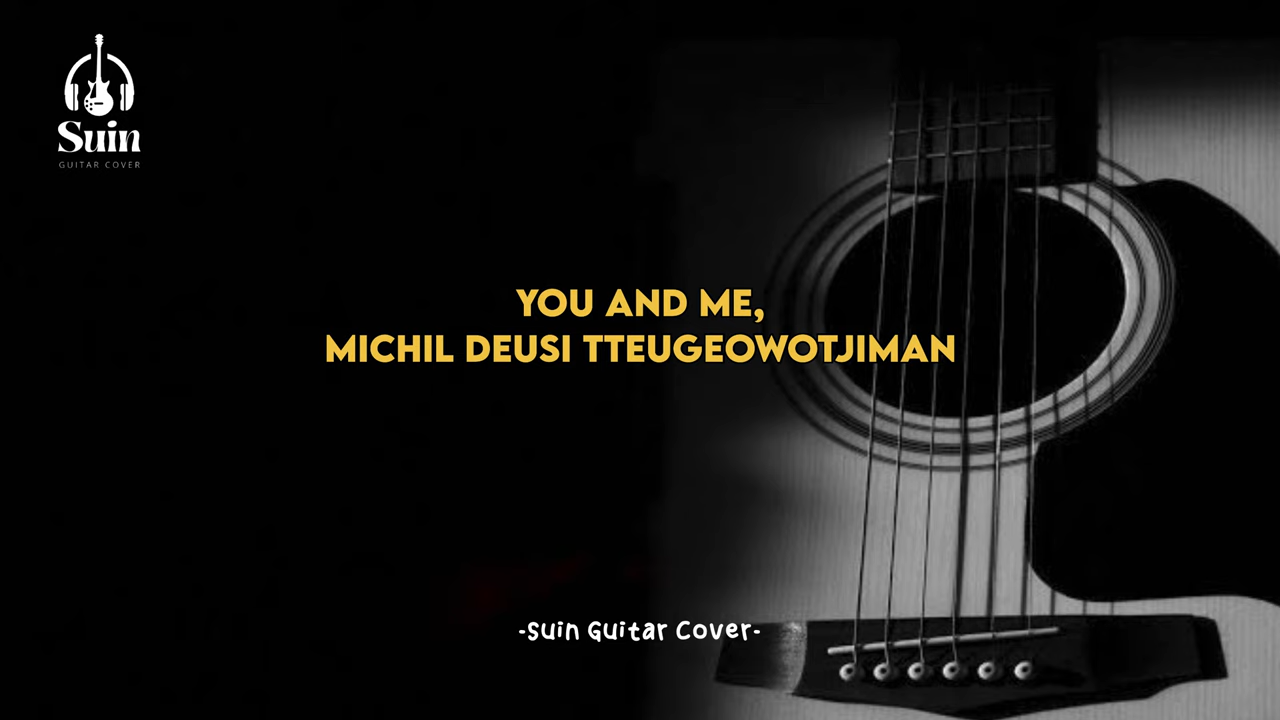 Suin
GUITAR COVER
YOU AND ME,
MICHIL DEUSI TTEUGEOWOTJIMAN
-Suin Guitar Cover-